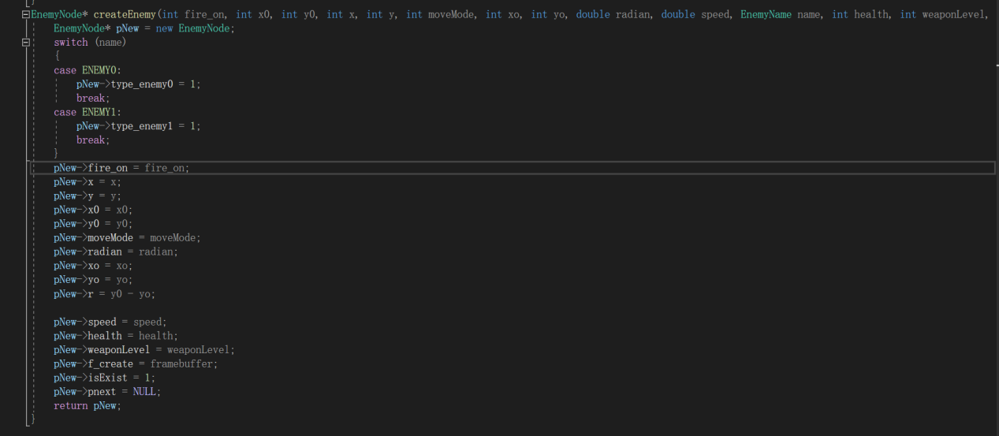 }
EnemyNode* createEnemy(int fire_on, int x0, int y0, int x, int y, int moveMode, int xo, int yo, double radian, double speed, EnemyName name, int health, int weaponLevel,
EnemyNode* pNew = new EnemyNode;
switch (name)
{
case ENEMY0:
pNew->type_enemy0 = 1;
break;
case ENEMY1:
pNew->type_enemy1 = 1;
break;
}
pNew->fire_on = fire_on;
pNew->x = x;
pNew->y = y;
pNew->x0 = x0;
pNew->y0 = y0;
pNew->moveMode = moveMode;
pNew->radian = radian;
pNew->xo = xo;
pNew->yo = yo;
pNew->r = y0 - yo;
pNew->speed = speed;
pNew->health = health;
pNew->weaponLevel = weaponLevel;
pNew->f_create = framebuffer;
pNew->isExist = 1;
pNew->pnext = NULL;
return pNew;
}